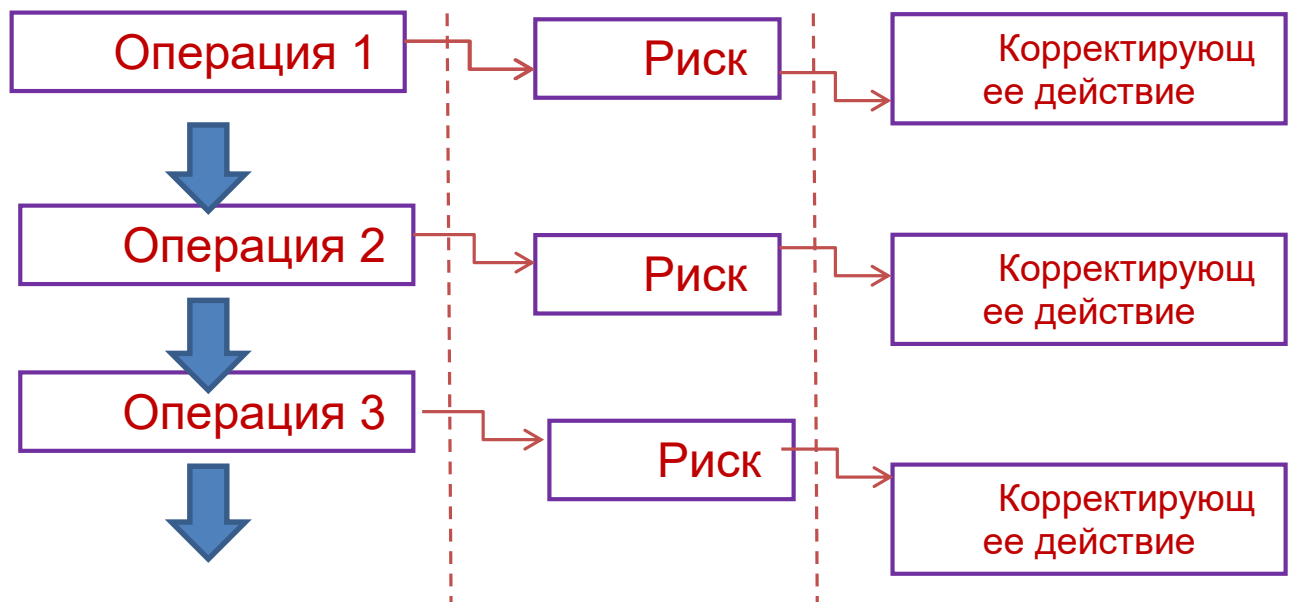 Операция 1
Риск
Корректирующ
ее действие
Операция 2
Риск
Корректирующ
ее действие
Операция 3
Риск
Корректирующ
ее действие